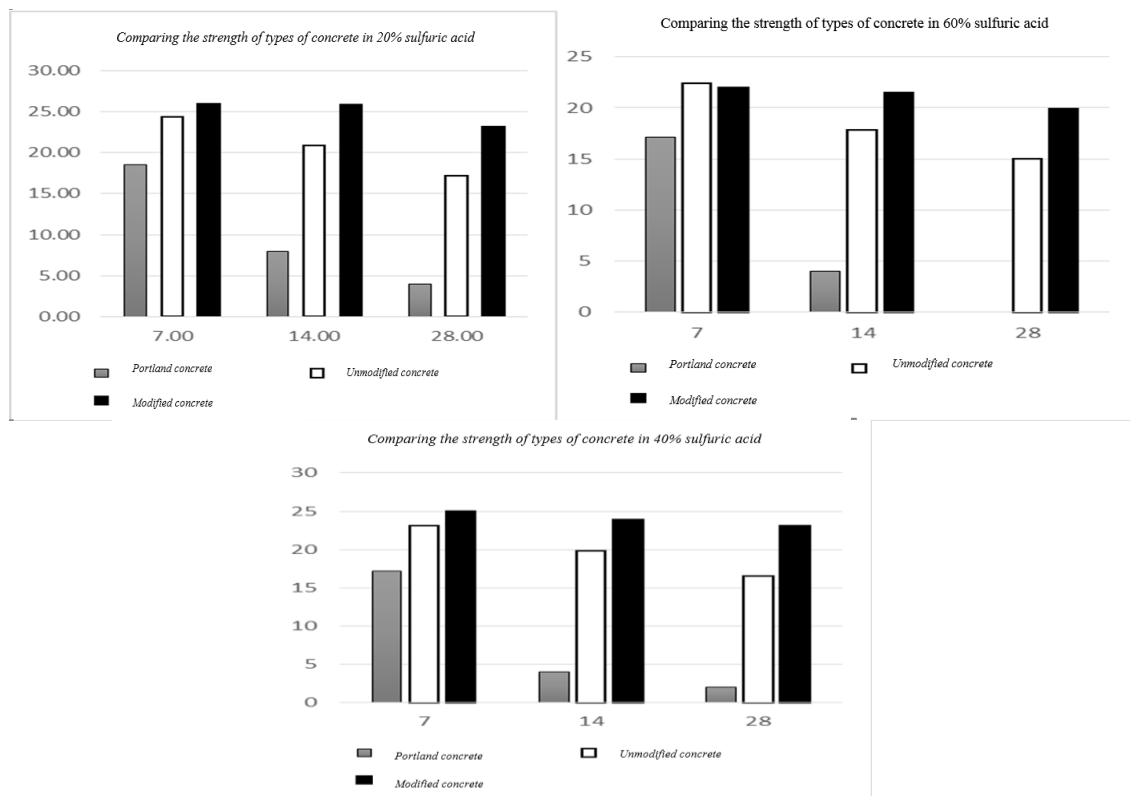 Comparing the strength of types of concrete in 20% sulfuric acid
30.00
25.00
20.00
15.00
10.00
5.00
0.00
7.00 14.00 28.00
Portland concrete Unmodified concrete
Modified concrete
Comparing the strength of types of concrete in 60% sulfuric acid
25
20
15
10
5
0
7 14 28
Portland concrete Unmodified concrete
Modified concrete
Comparing the strength of types of concrete in 40% sulfuric acid
30
25
20
15
10
5
0
7 14 28
Portland concrete Unmodified concrete
Modified concrete